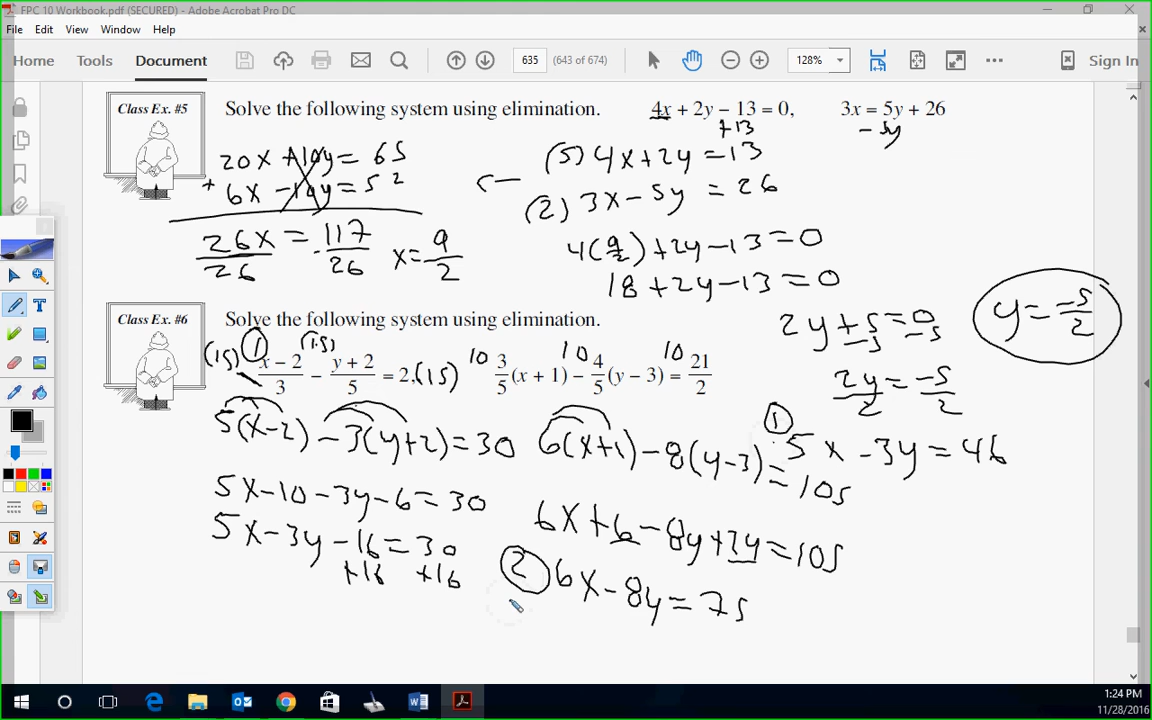 FPC 10 Workbook.pdf (SECURED) - Adobe Acrobat Pro DC
File Edit View Window Help
Home Tools Document 635 (643 of 674) 128% Sign In
Class Ex. #5 Solve the following system using elimination. 4x + 2y − 13 = 0, 3x = 5y + 26
+13 − 5y
20x + 10y = 65 (5) 4x + 2y = 13
+ 6x − 10y = 52 (2) 3x − 5y = 26
26x/26 = 117/26 x = 9/2 4(9/2) + 2y − 13 = 0
18 + 2y − 13 = 0
Class Ex. #6 Solve the following system using elimination. 2y + 5 = 0 y = −5/2
−5 −5
(15) ① (15) 10 10 10
(x − 2)/3 − (y + 2)/5 = 2, (15) 3/5(x + 1) − 4/5(y − 3) = 21/2 2y/2 = −5/2
5(x−2) − 3(y+2) = 30 6(x+1) − 8(y−3) = 105 ① 5x − 3y = 46
5x − 10 − 3y − 6 = 30 6x + 6 − 8y + 24 = 105
5x − 3y − 16 = 30 ② 6x − 8y = 75
+16 +16
1:24 PM
11/28/2016